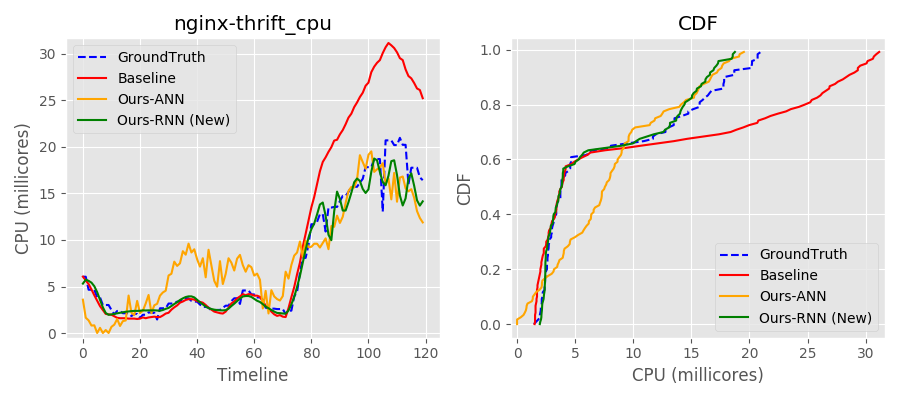 nginx-thrift_cpu
CPU (millicores)
30
25
20
15
10
5
0
GroundTruth
Baseline
Ours-ANN
Ours-RNN (New)
0 20 40 60 80 100 120
Timeline
CDF
CDF
1.0
0.8
0.6
0.4
0.2
0.0
GroundTruth
Baseline
Ours-ANN
Ours-RNN (New)
0 5 10 15 20 25 30
CPU (millicores)